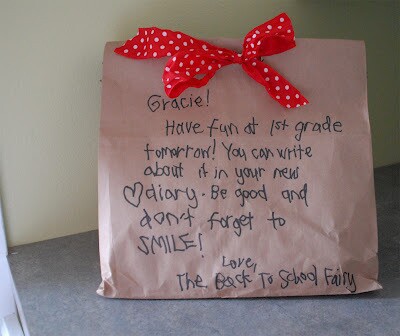 Gracie!
Have fun at 1st grade
tomorrow! You can write
about it in your new
♡diary. Be good and
don't forget to
SMILE!
Love,
The Back To School Fairy